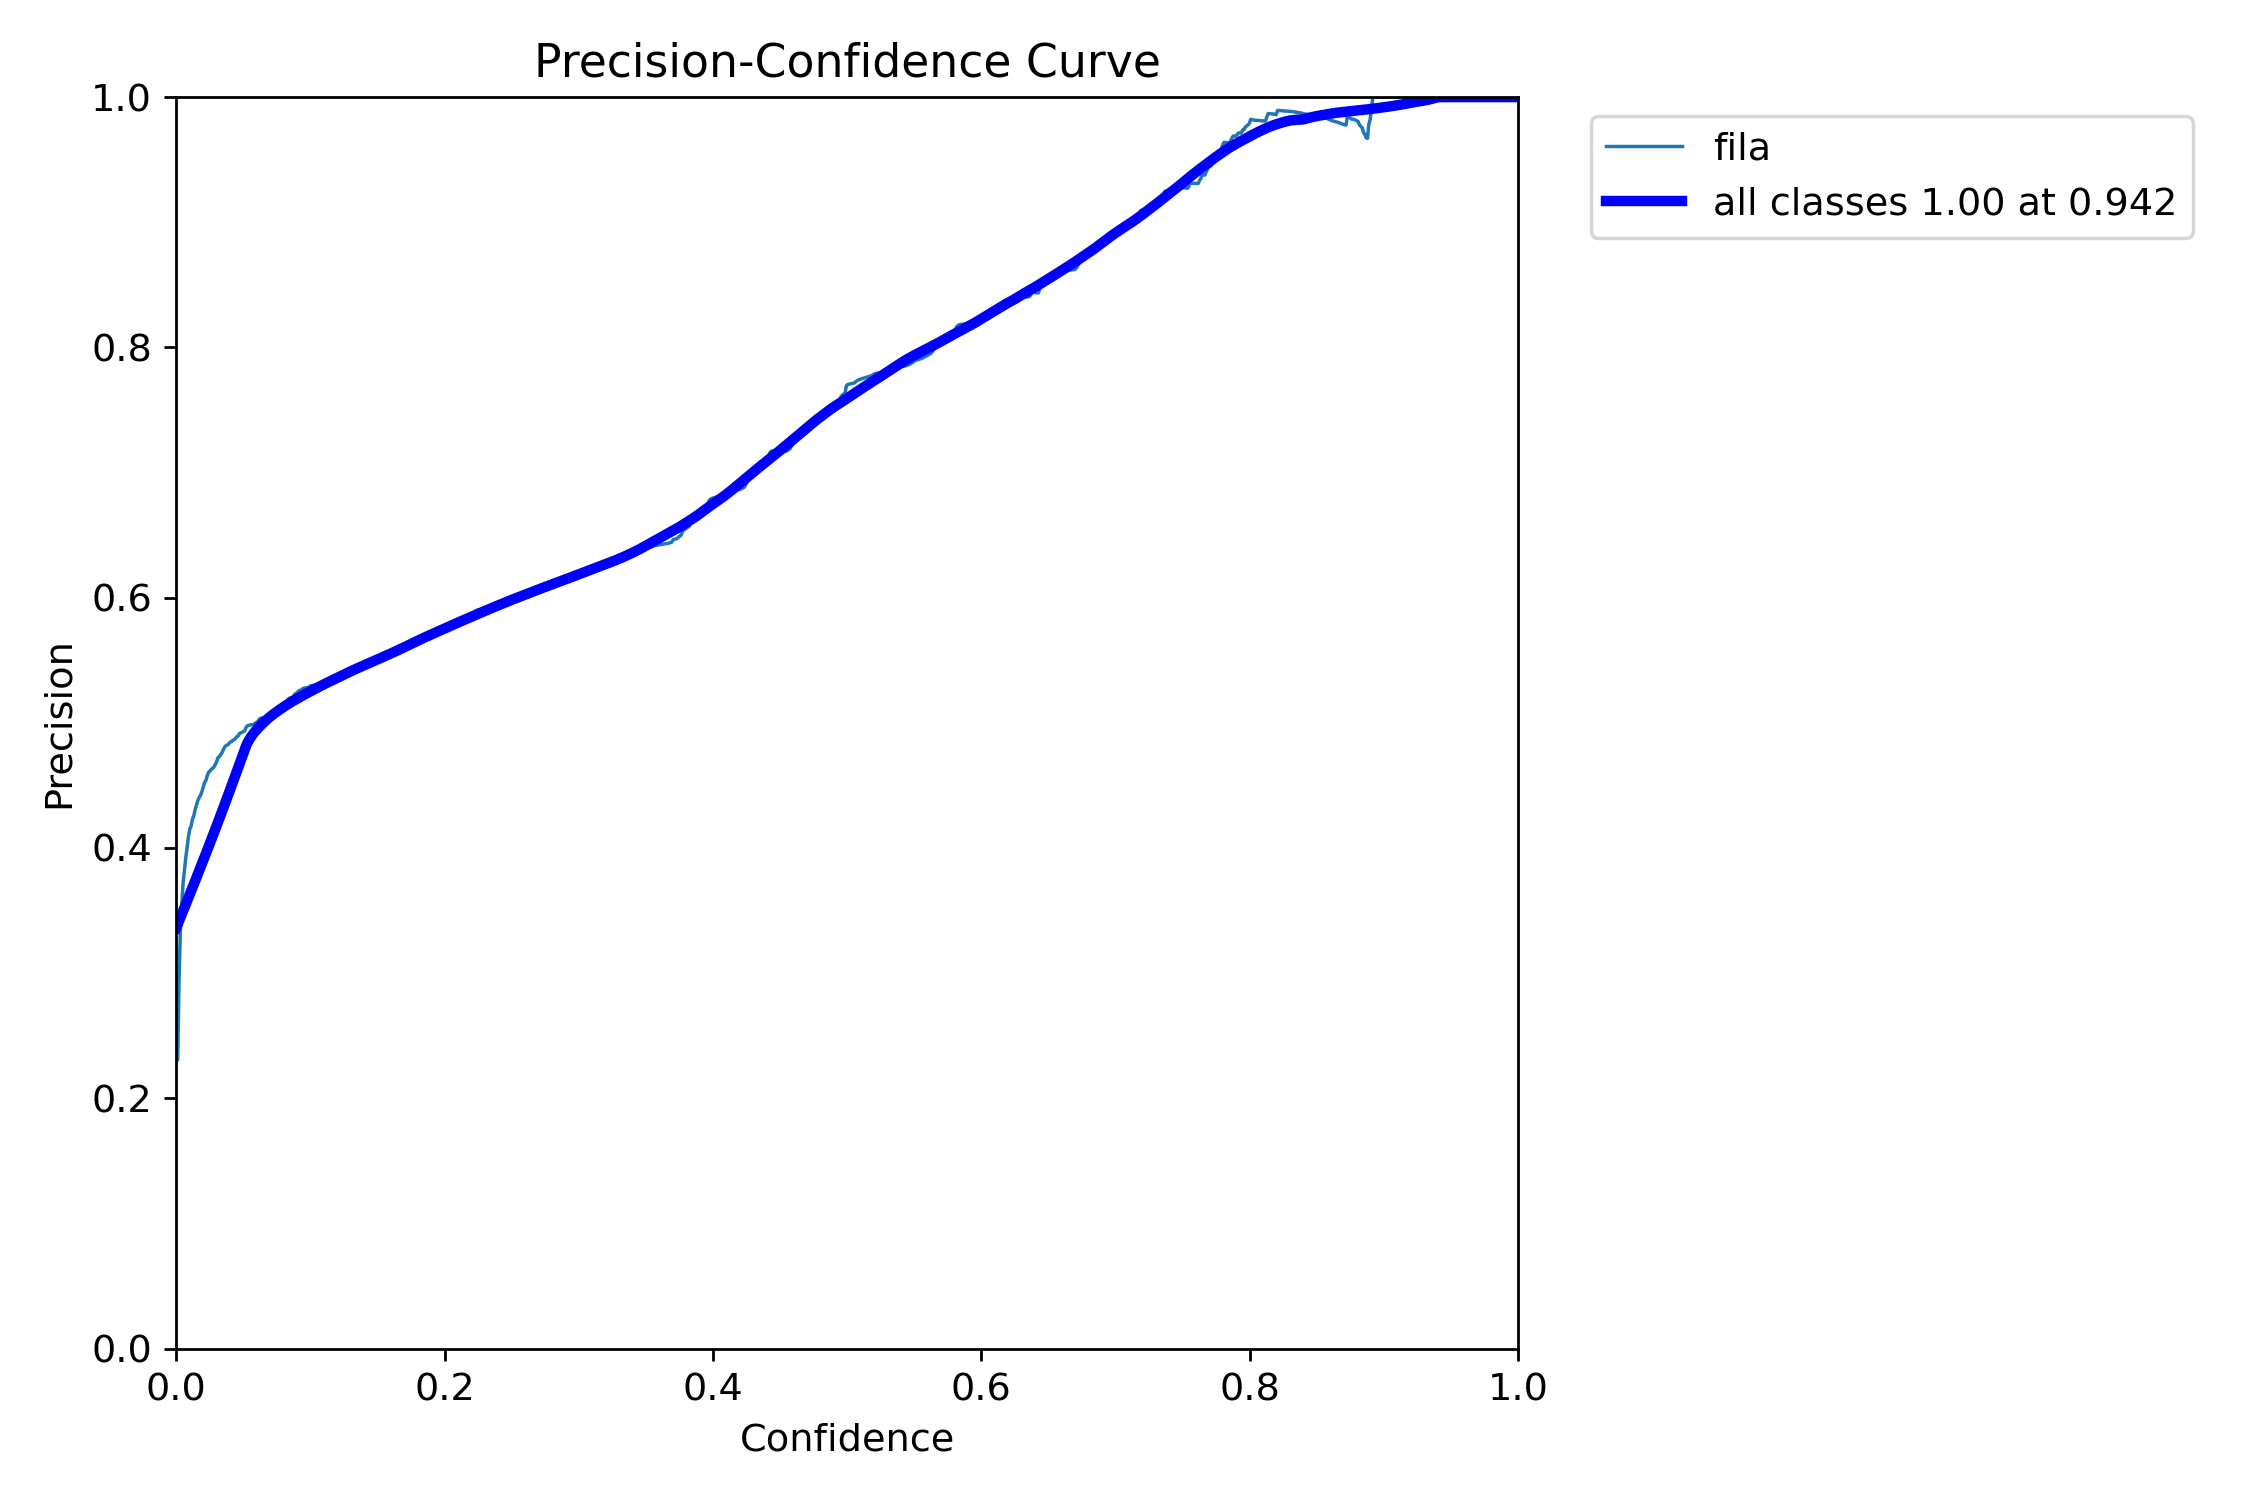 Precision-Confidence Curve
1.0
0.8
0.6
0.4
0.2
0.0
Precision
0.0 0.2 0.4 0.6 0.8 1.0
Confidence
fila
all classes 1.00 at 0.942